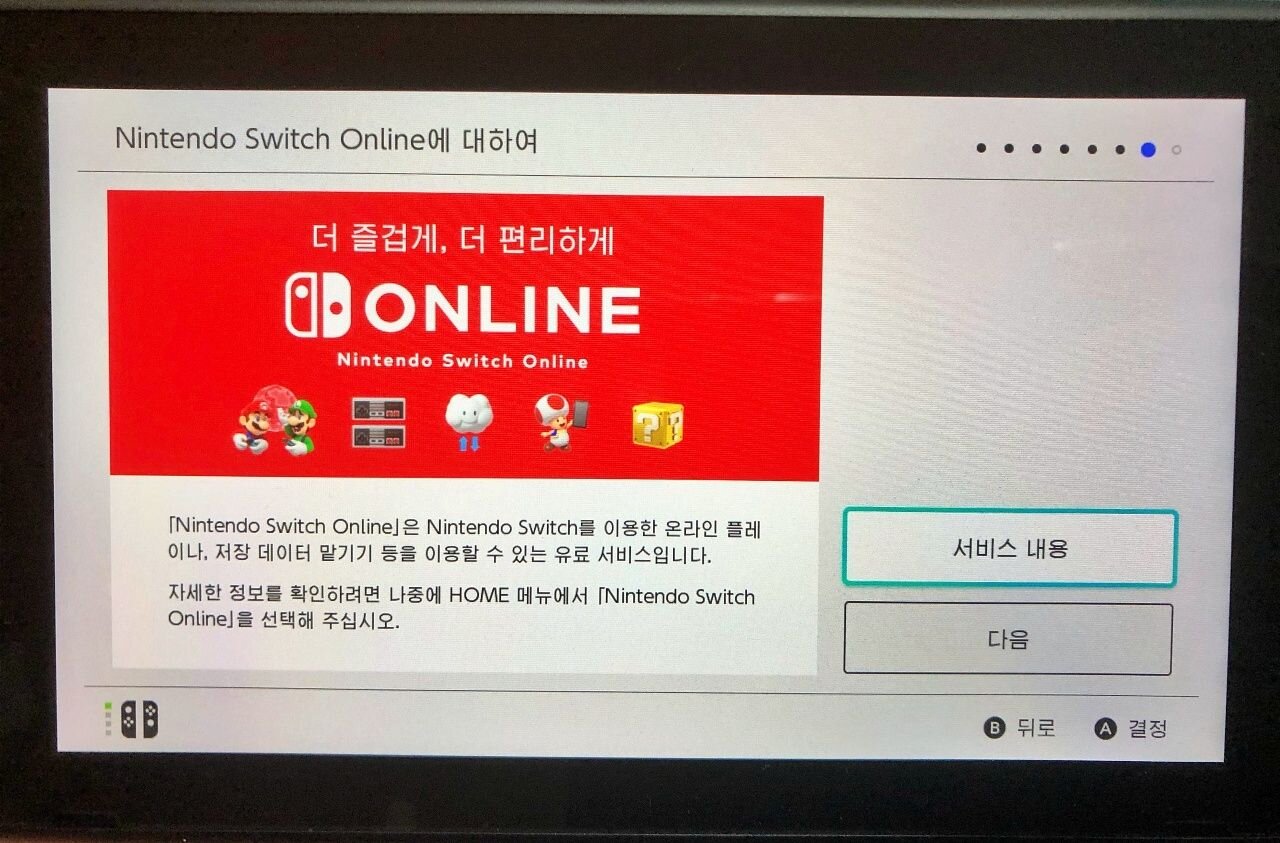 Nintendo Switch Online에 대하여
더 즐겁게, 더 편리하게
ONLINE
Nintendo Switch Online
? ?
「Nintendo Switch Online」은 Nintendo Switch를 이용한 온라인 플레
이나, 저장 데이터 맡기기 등을 이용할 수 있는 유료 서비스입니다.
자세한 정보를 확인하려면 나중에 HOME 메뉴에서 「Nintendo Switch
Online」을 선택해 주십시오.
서비스 내용
다음
B 뒤로 A 결정